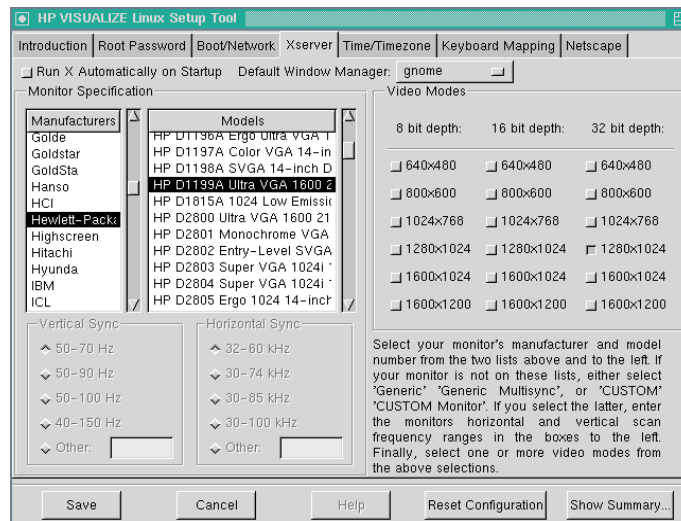 HP VISUALIZE Linux Setup Tool
Introduction Root Password Boot/Network Xserver Time/Timezone Keyboard Mapping Netscape
Run X Automatically on Startup Default Window Manager: gnome
Monitor Specification
Manufacturers
Golde
Goldstar
GoldSta
Hanso
HCI
Hewlett-Packa
Highscreen
Hitachi
Hyunda
IBM
ICL
Models
HP D1196A Ergo Ultra VGA 1
HP D1197A Color VGA 14-in
HP D1198A SVGA 14-inch D
HP D1199A Ultra VGA 1600 2
HP D1815A 1024 Low Emissic
HP D2800 Ultra VGA 1600 21
HP D2801 Monochrome VGA
HP D2802 Entry-Level SVGA
HP D2803 Super VGA 1024i
HP D2804 Super VGA 1024i
HP D2805 Ergo 1024 14-inch
Vertical Sync
50-70 Hz
50-90 Hz
50-100 Hz
40-150 Hz
Other:
Horizontal Sync
32-60 kHz
30-74 kHz
30-85 kHz
30-100 kHz
Other:
Video Modes
8 bit depth: 16 bit depth: 32 bit depth:
640x480 640x480 640x480
800x600 800x600 800x600
1024x768 1024x768 1024x768
1280x1024 1280x1024 1280x1024
1600x1024 1600x1024 1600x1024
1600x1200 1600x1200 1600x1200
Select your monitor's manufacturer and model
number from the two lists above and to the left. If
your monitor is not on these lists, either select
'Generic' 'Generic Multisync', or 'CUSTOM'
'CUSTOM Monitor'. If you select the latter, enter
the monitors horizontal and vertical scan
frequency ranges in the boxes to the left.
Finally, select one or more video modes from
the above selections.
Save Cancel Help Reset Configuration Show Summary...